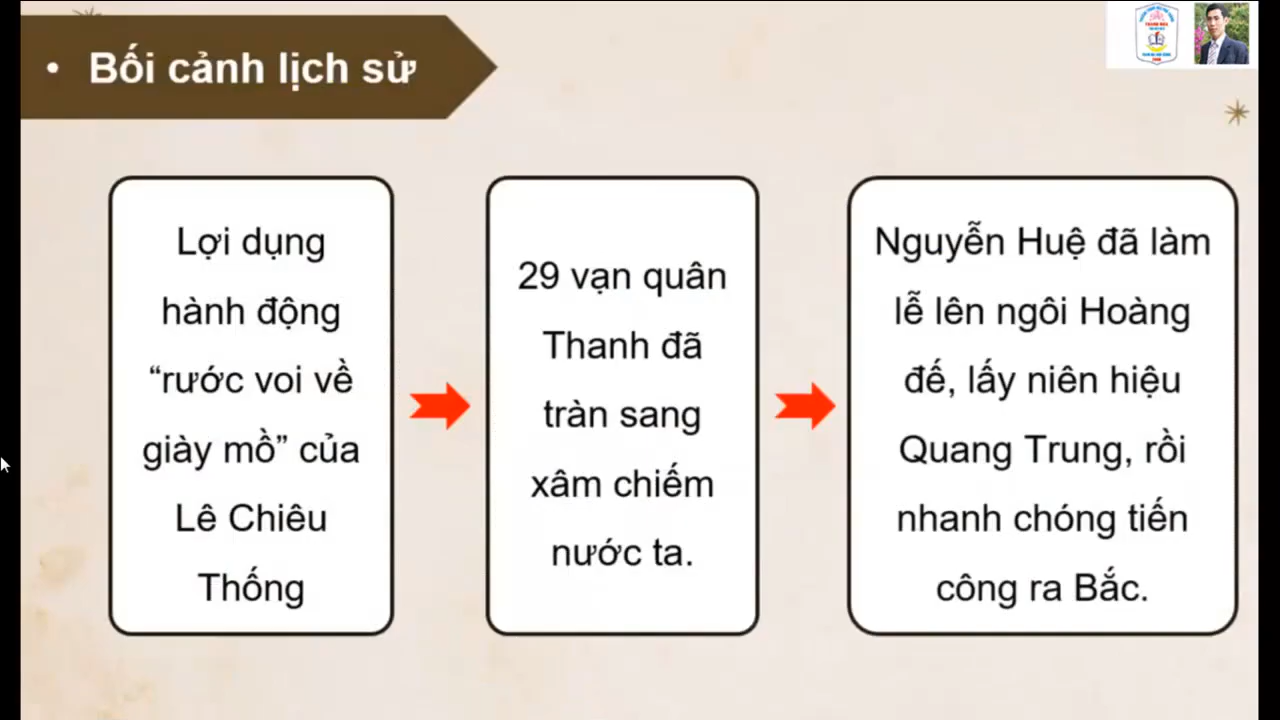 • Bối cảnh lịch sử
Lợi dụng
hành động
“rước voi về
giày mồ” của
Lê Chiêu
Thống
29 vạn quân
Thanh đã
tràn sang
xâm chiếm
nước ta.
Nguyễn Huệ đã làm
lễ lên ngôi Hoàng
đế, lấy niên hiệu
Quang Trung, rồi
nhanh chóng tiến
công ra Bắc.